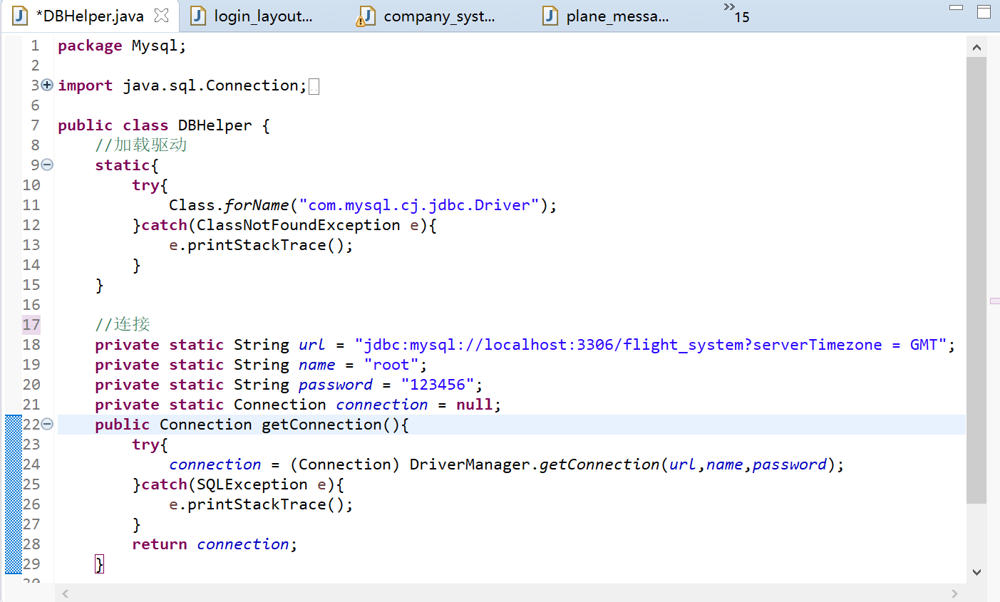 *DBHelper.java login_layout... company_syst... plane_messa... 15
1 package Mysql;
2
3 import java.sql.Connection;
6
7 public class DBHelper {
8 //加载驱动
9 static{
10 try{
11 Class.forName("com.mysql.cj.jdbc.Driver");
12 }catch(ClassNotFoundException e){
13 e.printStackTrace();
14 }
15 }
16
17 //连接
18 private static String url = "jdbc:mysql://localhost:3306/flight_system?serverTimezone = GMT";
19 private static String name = "root";
20 private static String password = "123456";
21 private static Connection connection = null;
22 public Connection getConnection(){
23 try{
24 connection = (Connection) DriverManager.getConnection(url,name,password);
25 }catch(SQLException e){
26 e.printStackTrace();
27 }
28 return connection;
29 }
30